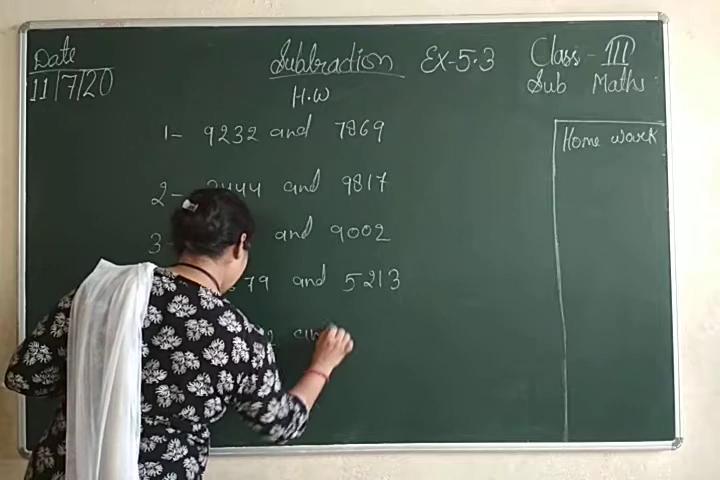 Date
11/7/20
Subtraction Ex-5.3
H.W
Class - III
Sub Maths:
1- 9232 and 7869
2- and 9817
3- and 9002
and 5213
Home work